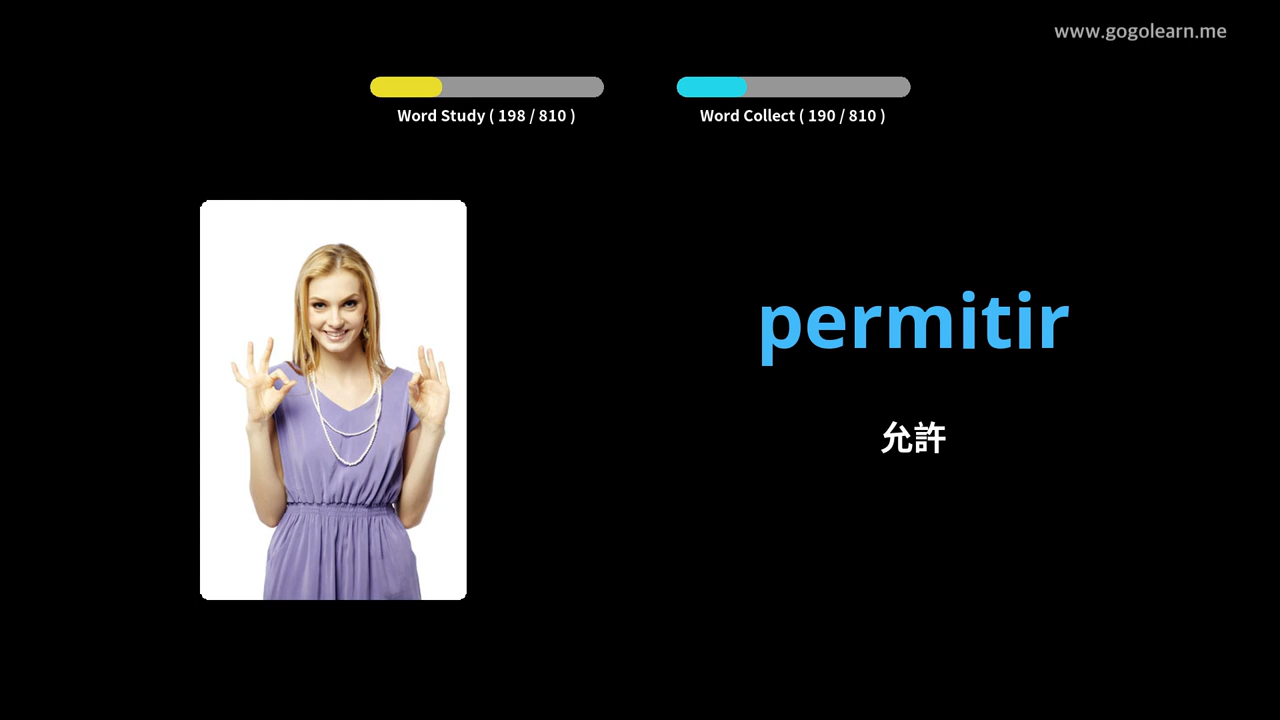 www.gogolearn.me
Word Study ( 198 / 810 )
Word Collect ( 190 / 810 )
permitir
允許